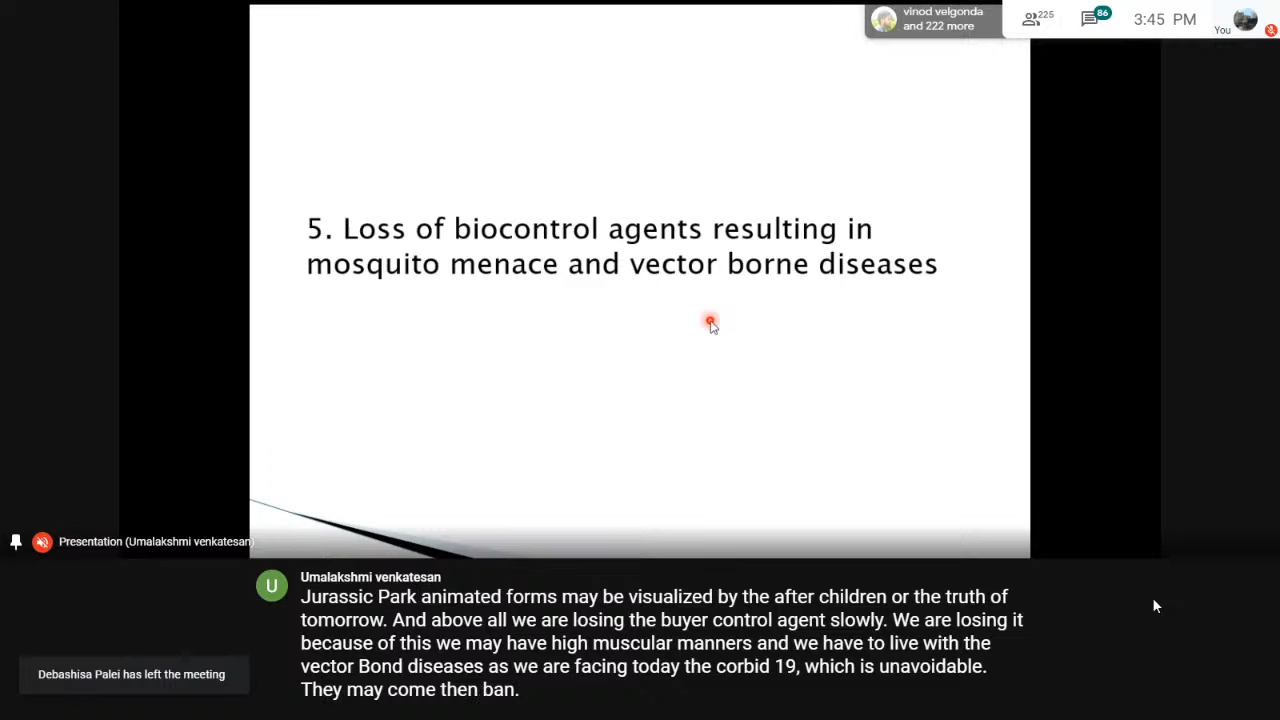 vinod velgonda
and 222 more
225
86
3:45 PM
You
5. Loss of biocontrol agents resulting in
mosquito menace and vector borne diseases
Presentation (Umalakshmi venkatesan)
U
Umalakshmi venkatesan
Jurassic Park animated forms may be visualized by the after children or the truth of
tomorrow. And above all we are losing the buyer control agent slowly. We are losing it
because of this we may have high muscular manners and we have to live with the
vector Bond diseases as we are facing today the corbid 19, which is unavoidable.
They may come then ban.
Debashisa Palei has left the meeting